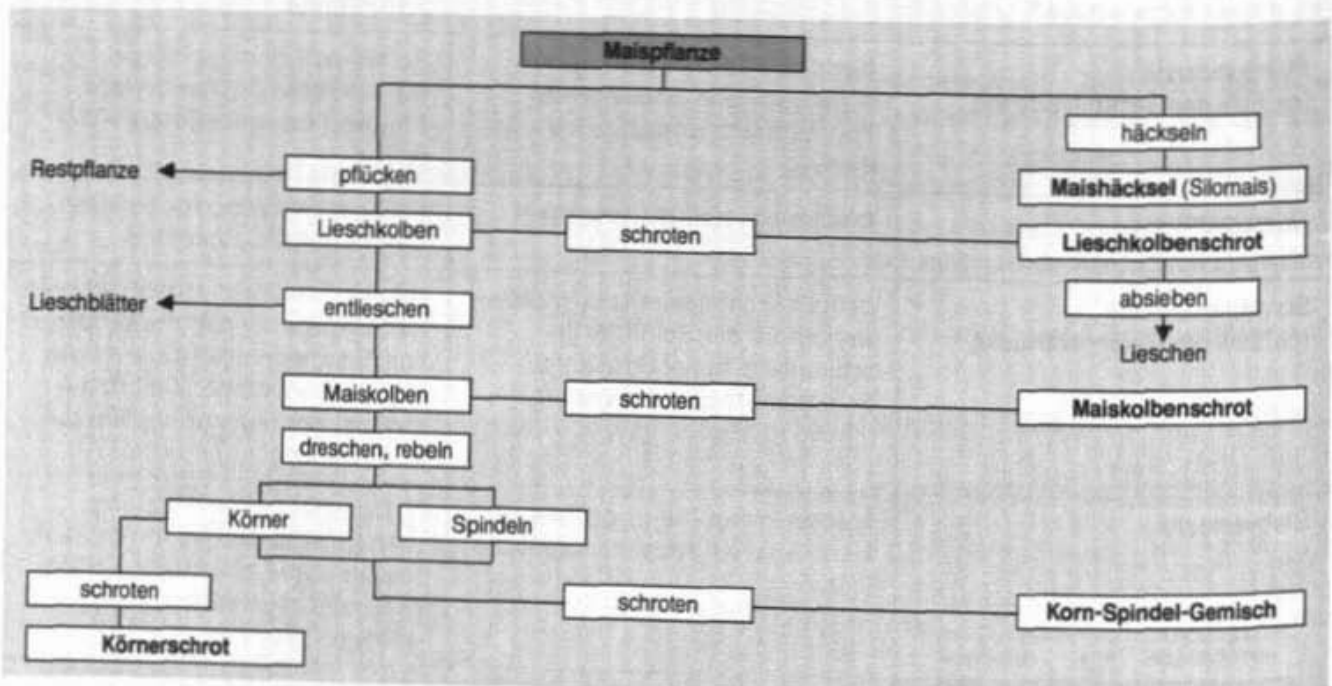 Maispflanze
häckseln
Restpflanze
pflücken
Maishäcksel (Silomais)
Lieschkolben
schroten
Lieschkolbenschrot
Lieschblätter
entlieschen
absieben
Lieschen
Maiskolben
schroten
Maiskolbenschrot
dreschen, rebeln
Körner
Spindeln
schroten
schroten
Korn-Spindel-Gemisch
Körnerschrot